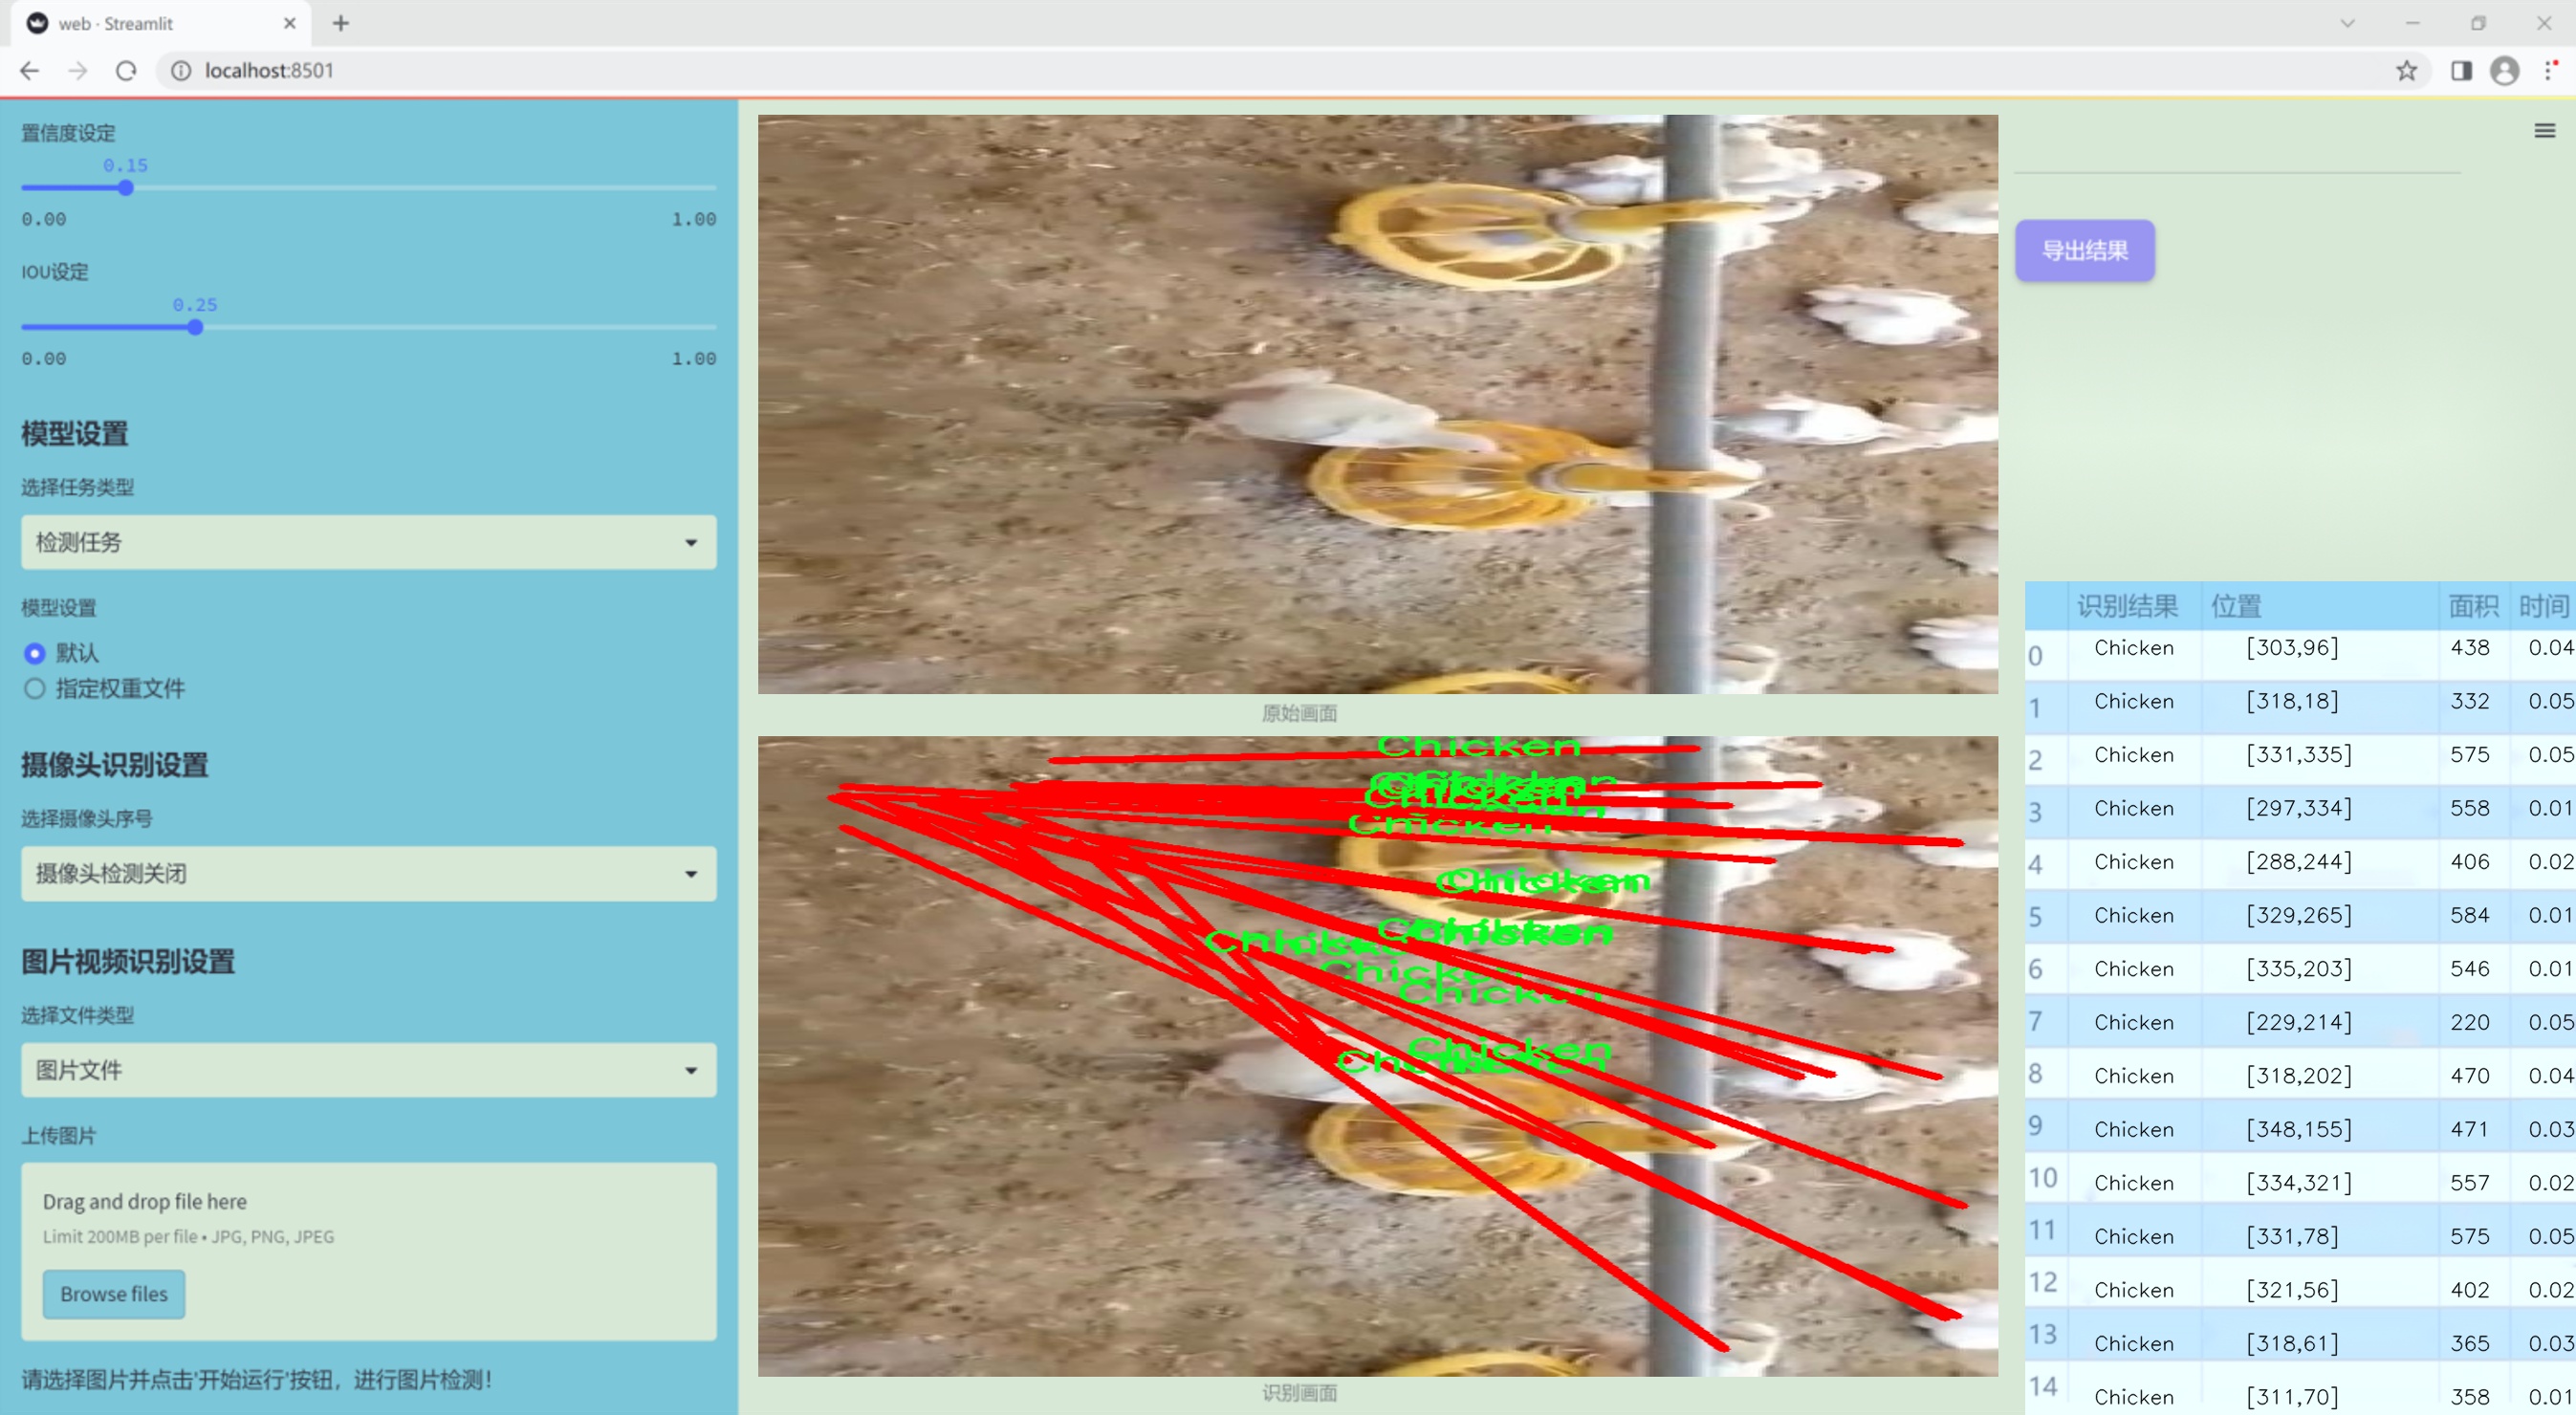 web · Streamlit
localhost:8501
置信度设定
0.15
0.00 1.00
IOU设定
0.25
0.00 1.00
模型设置
选择任务类型
检测任务
模型设置
默认
指定权重文件
摄像头识别设置
选择摄像头序号
摄像头检测关闭
图片视频识别设置
选择文件类型
图片文件
上传图片
Drag and drop file here
Limit 200MB per file • JPG, PNG, JPEG
Browse files
请选择图片并点击'开始运行'按钮，进行图片检测!
原始画面
Chicken
Chicken
Chicken
Chicken
Chicken
Chicken
Chicken
Chicken
Chicken
识别画面
导出结果
识别结果 位置 面积 时间
0 Chicken [303,96] 438 0.04
1 Chicken [318,18] 332 0.05
2 Chicken [331,335] 575 0.05
3 Chicken [297,334] 558 0.01
4 Chicken [288,244] 406 0.02
5 Chicken [329,265] 584 0.01
6 Chicken [335,203] 546 0.01
7 Chicken [229,214] 220 0.05
8 Chicken [318,202] 470 0.04
9 Chicken [348,155] 471 0.03
10 Chicken [334,321] 557 0.02
11 Chicken [331,78] 575 0.05
12 Chicken [321,56] 402 0.02
13 Chicken [318,61] 365 0.03
14 Chicken [311,70] 358 0.01